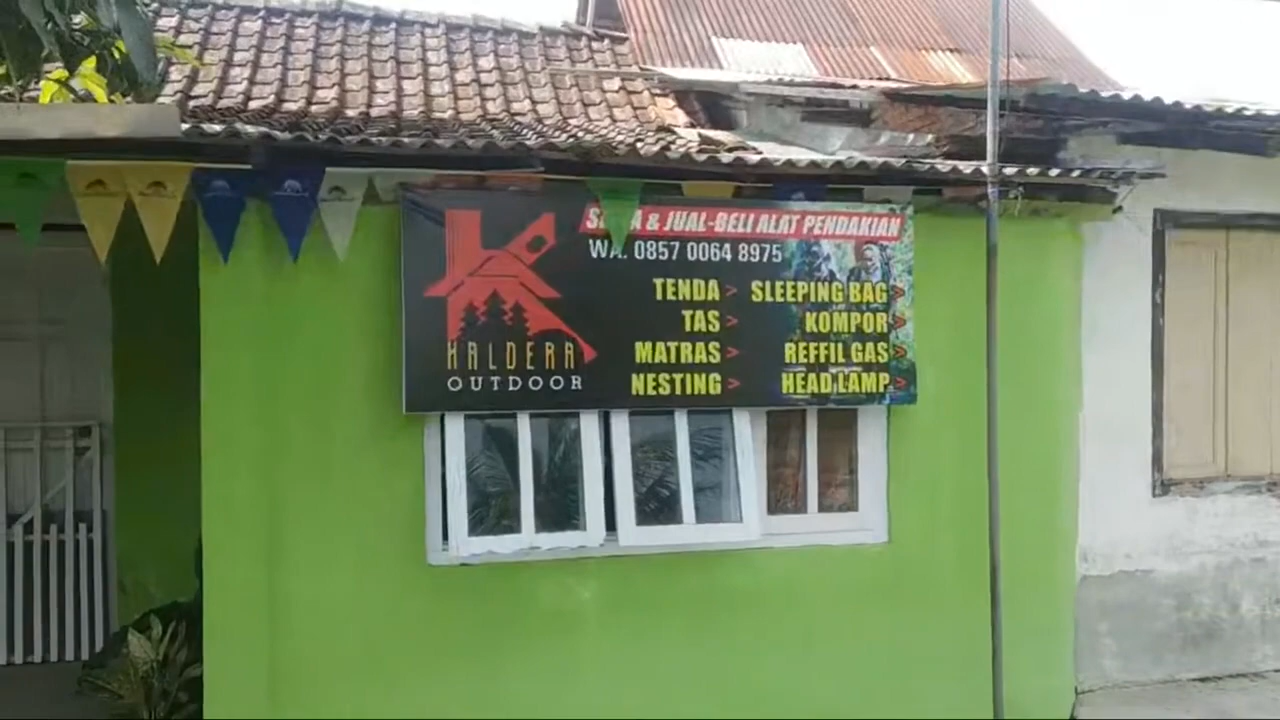 KALDERA
OUTDOOR
& JUAL-BELI ALAT PENDAKIAN
WA. 0857 0064 8975
TENDA > SLEEPING BAG >
TAS > KOMPOR >
MATRAS > REFFIL GAS >
NESTING > HEAD LAMP >